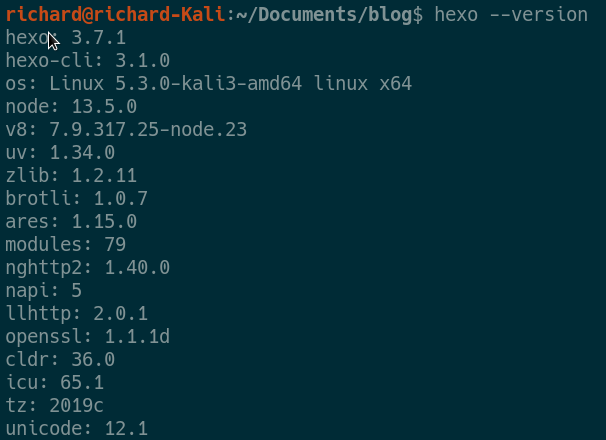 richard@richard-Kali:~/Documents/blog$ hexo --version
hexo: 3.7.1
hexo-cli: 3.1.0
os: Linux 5.3.0-kali3-amd64 linux x64
node: 13.5.0
v8: 7.9.317.25-node.23
uv: 1.34.0
zlib: 1.2.11
brotli: 1.0.7
ares: 1.15.0
modules: 79
nghttp2: 1.40.0
napi: 5
llhttp: 2.0.1
openssl: 1.1.1d
cldr: 36.0
icu: 65.1
tz: 2019c
unicode: 12.1